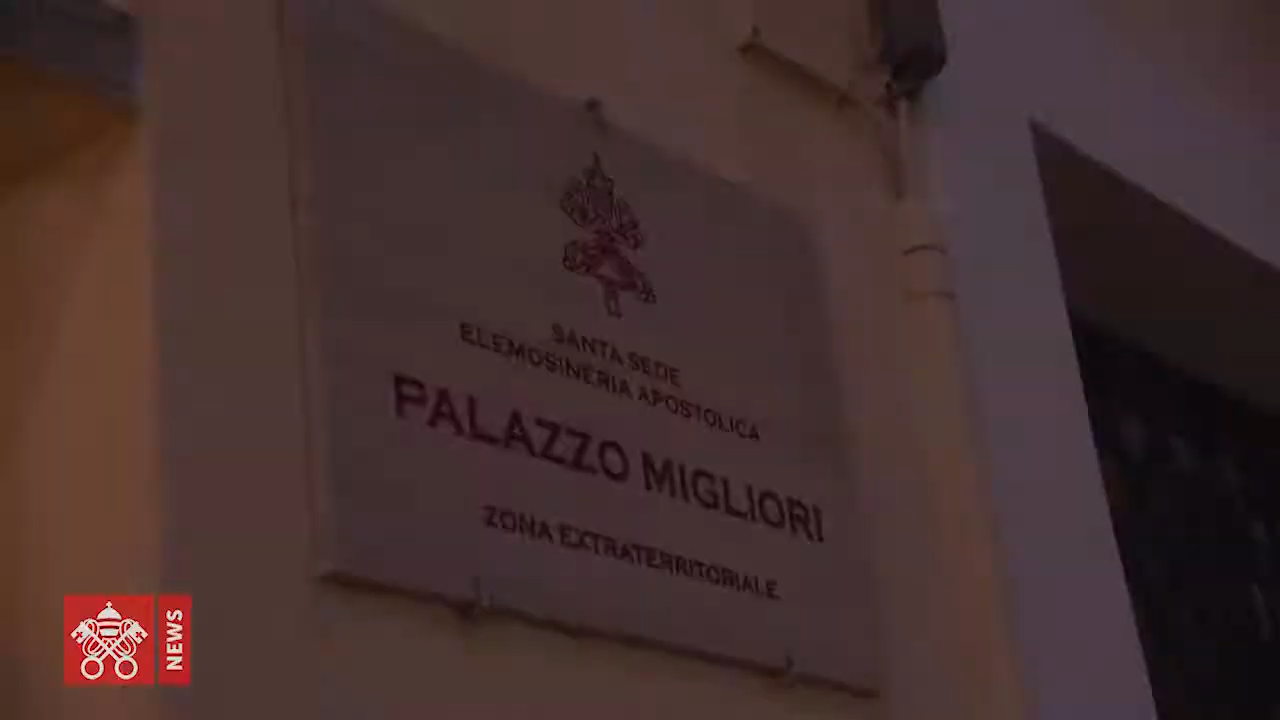 SANTA SEDE
ELEMOSINERIA APOSTOLICA
PALAZZO MIGLIORI
ZONA EXTRATERRITORIALE
NEWS